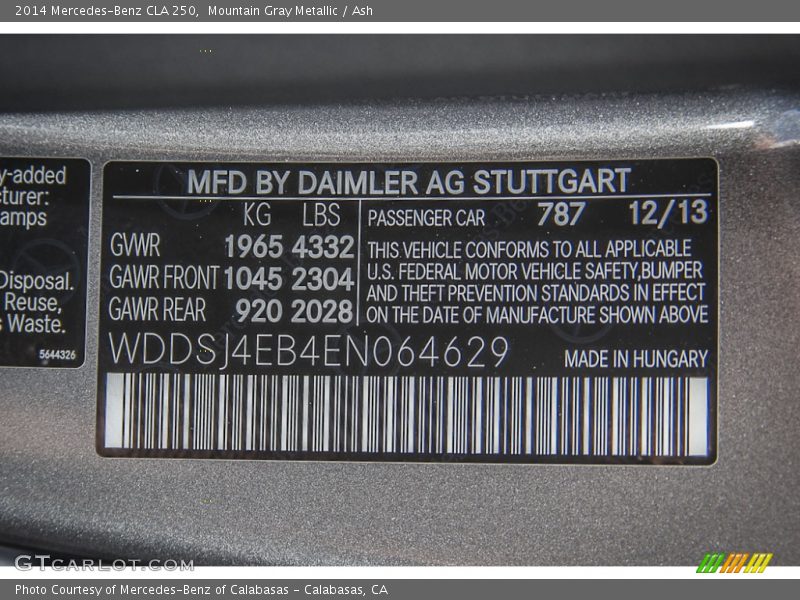 2014 Mercedes-Benz CLA 250,  Mountain Gray Metallic / Ash
y-added
cturer:
amps
Disposal.
Reuse,
s Waste.
5644326
MFD BY DAIMLER AG STUTTGART
KG LBS
GWR 1965 4332
GAWR FRONT 1045 2304
GAWR REAR 920 2028
PASSENGER CAR 787 12/13
THIS VEHICLE CONFORMS TO ALL APPLICABLE
U.S. FEDERAL MOTOR VEHICLE SAFETY,BUMPER
AND THEFT PREVENTION STANDARDS IN EFFECT
ON THE DATE OF MANUFACTURE SHOWN ABOVE
WDDSJ4EB4EN064629
MADE IN HUNGARY
GTCARLOT.COM
Photo Courtesy of Mercedes-Benz of Calabasas - Calabasas, CA